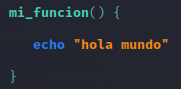 mi_funcion() {
echo "hola mundo"
}